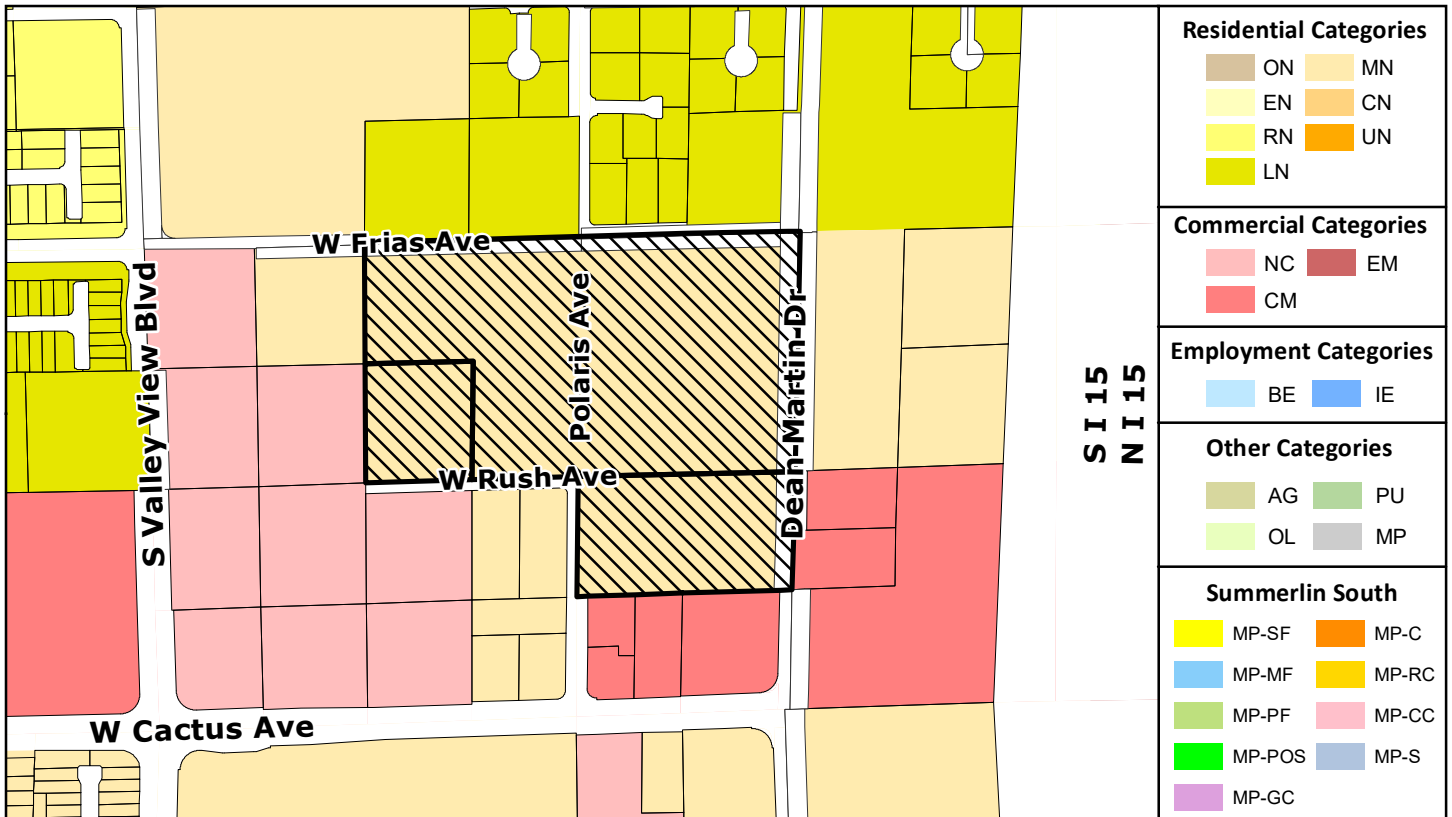 W Frias Ave
S Valley View Blvd
Polaris Ave
Dean Martin Dr
W Rush Ave
W Cactus Ave
S I 15
N I 15
Residential Categories
ON
MN
EN
CN
RN
UN
LN
Commercial Categories
NC
EM
CM
Employment Categories
BE
IE
Other Categories
AG
PU
OL
MP
Summerlin South
MP-SF
MP-C
MP-MF
MP-RC
MP-PF
MP-CC
MP-POS
MP-S
MP-GC